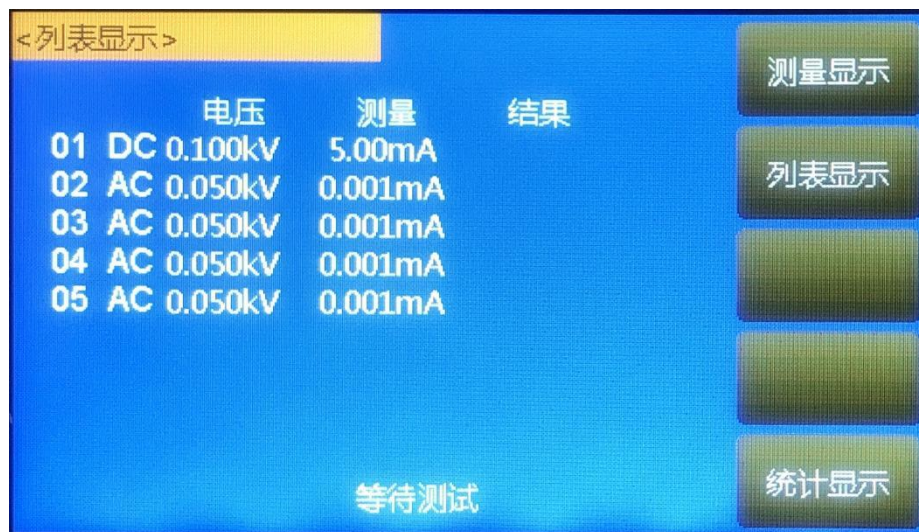 <列表显示>
测量显示
电压 测量 结果
01 DC 0.100kV 5.00mA
列表显示
02 AC 0.050kV 0.001mA
03 AC 0.050kV 0.001mA
04 AC 0.050kV 0.001mA
05 AC 0.050kV 0.001mA
等待测试
统计显示